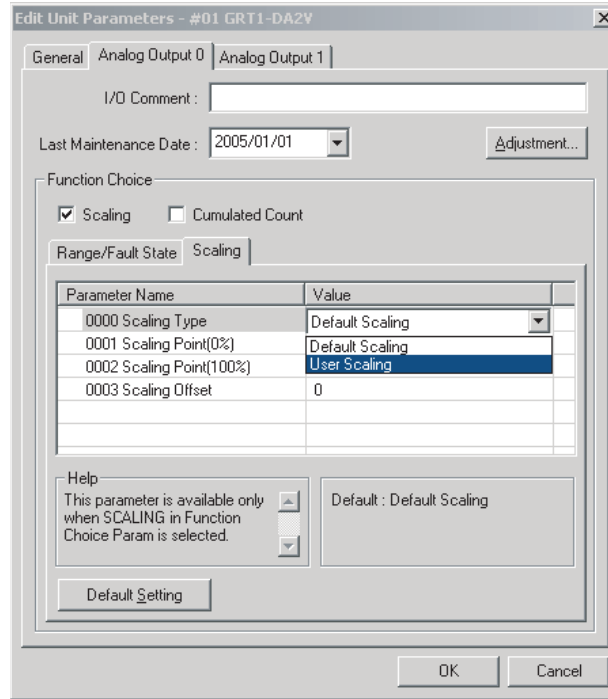 Edit Unit Parameters - #01 GRT1-DA2V
General Analog Output 0 Analog Output 1
I/O Comment :
Last Maintenance Date : 2005/01/01 Adjustment...
Function Choice
Scaling Cumulated Count
Range/Fault State Scaling
Parameter Name Value
0000 Scaling Type Default Scaling
0001 Scaling Point(0%) Default Scaling
0002 Scaling Point(100%) User Scaling
0003 Scaling Offset 0
Help
This parameter is available only
when SCALING in Function
Choice Param is selected.
Default : Default Scaling
Default Setting
OK Cancel